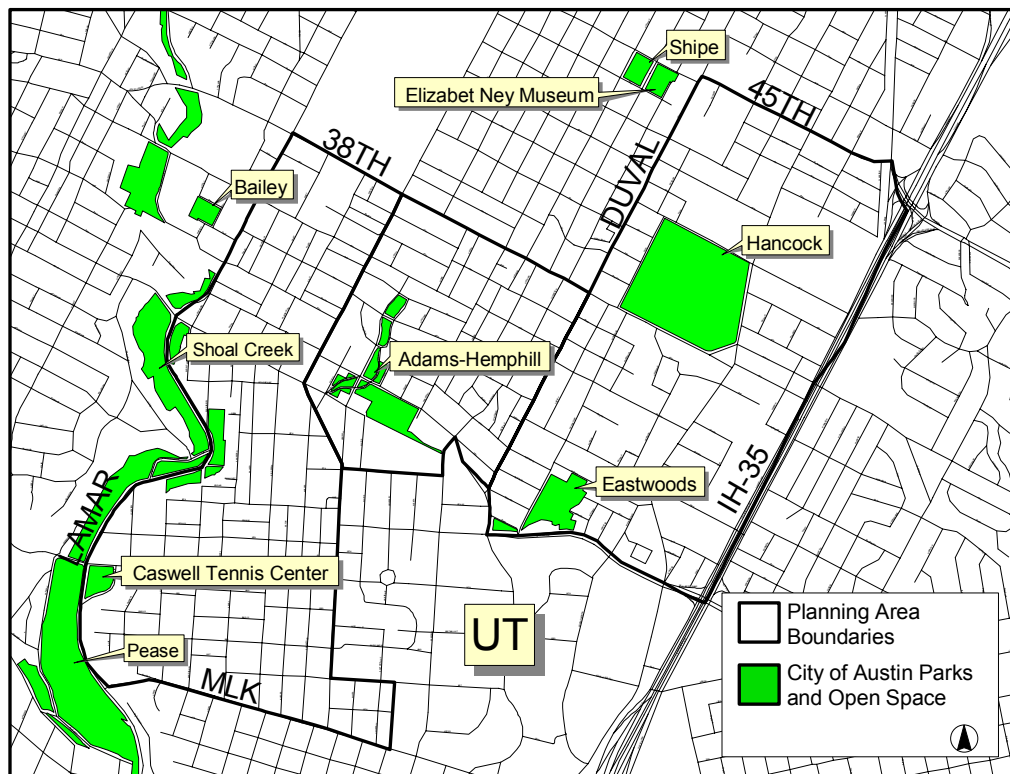 Shipe
Elizabet Ney Museum
45TH
38TH
DUVAL
Bailey
Hancock
Shoal Creek
Adams-Hemphill
LAMAR
Eastwoods
IH-35
Caswell Tennis Center
UT
Pease
MLK
Planning Area
Boundaries
City of Austin Parks
and Open Space